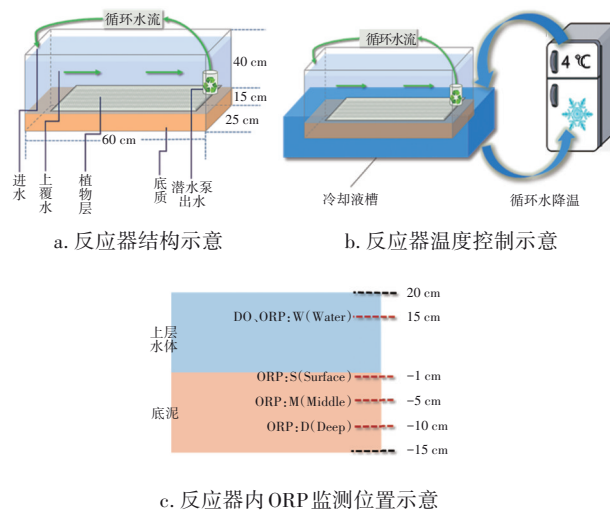 循环水流
40 cm
15 cm
25 cm
60 cm
进水
上覆水
植物层
底质
潜水泵
出水
a. 反应器结构示意
循环水流
4 ℃
冷却液槽
循环水降温
b. 反应器温度控制示意
20 cm
DO、ORP:W(Water)
15 cm
上层
水体
ORP:S(Surface)
-1 cm
ORP:M(Middle)
-5 cm
底泥
ORP:D(Deep)
-10 cm
-15 cm
c. 反应器内ORP监测位置示意